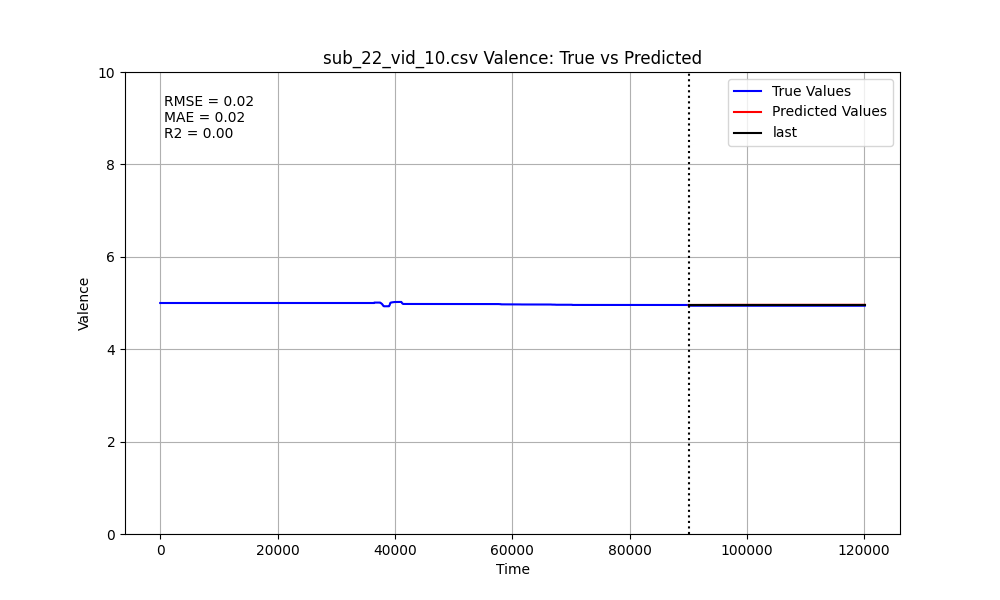 sub_22_vid_10.csv Valence: True vs Predicted
RMSE = 0.02
MAE = 0.02
R2 = 0.00
True Values
Predicted Values
last
Valence
10
8
6
4
2
0
0 20000 40000 60000 80000 100000 120000
Time